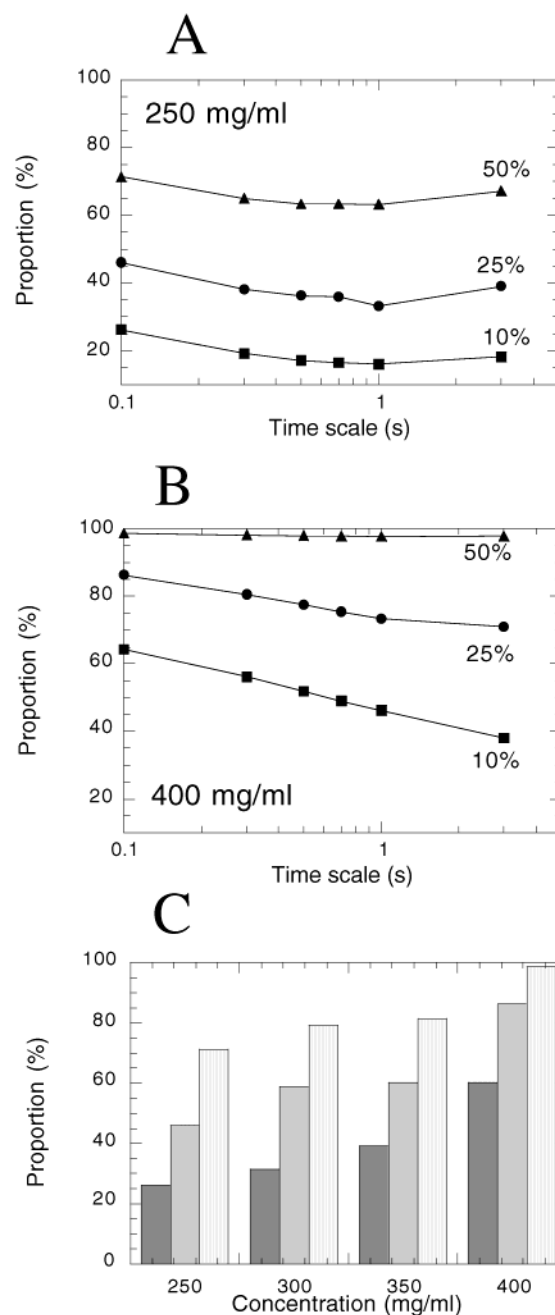 A
100
250 mg/ml
80
50%
60
Proportion (%)
40
25%
20
10%
0.1
1
Time scale (s)
B
100
50%
80
25%
60
Proportion (%)
40
10%
20
400 mg/ml
0.1
1
Time scale (s)
C
100
80
60
Proportion (%)
40
20
0
250 300 350 400
Concentration (mg/ml)